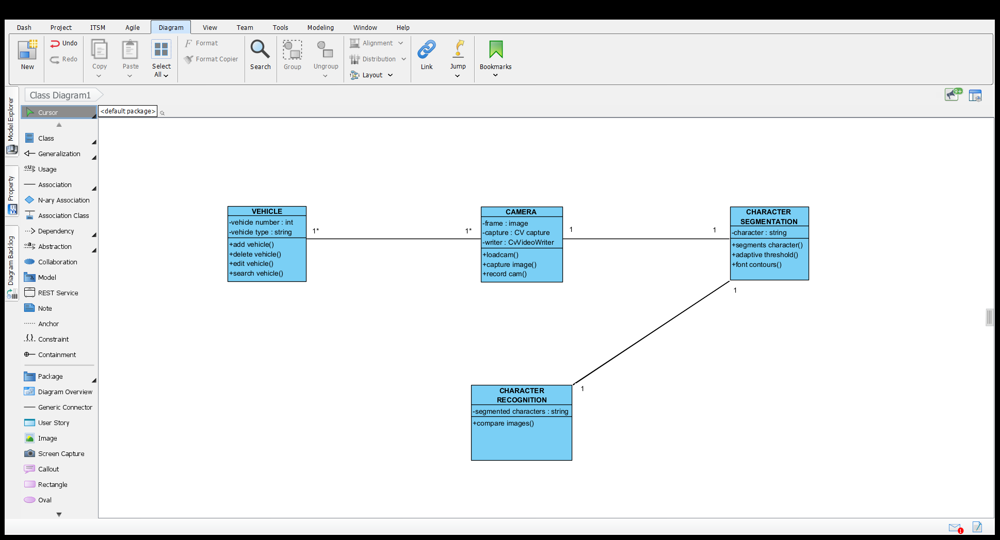 Dash Project ITSM Agile Diagram View Team Tools Modeling Window Help
New
Undo
Redo
Copy
Paste
Select
All
Format
Format Copier
Search
Group
Ungroup
Alignment
Distribution
Layout
Link
Jump
Bookmarks
Model Explorer
Property
Diagram Backlog
Class Diagram1
9+
Cursor
<default package>
Class
Generalization
«U» Usage
Association
N-ary Association
Association Class
Dependency
«a» Abstraction
Collaboration
Model
REST Service
Note
Anchor
{} Constraint
Containment
Package
Diagram Overview
Generic Connector
User Story
Image
Screen Capture
Callout
Rectangle
Oval
VEHICLE
-vehicle number : int
-vehicle type : string
+add vehicle()
+delete vehicle()
+edit vehicle()
+search vehicle()
1*
1*
CAMERA
-frame : image
-capture : CV capture
-writer : CvVideoWriter
+loadcam()
+capture image()
+record cam()
1
1
CHARACTER
SEGMENTATION
-character : string
+segments character()
+adaptive threshold()
+font contours()
1
1
CHARACTER
RECOGNITION
-segmented characters : string
+compare images()
1